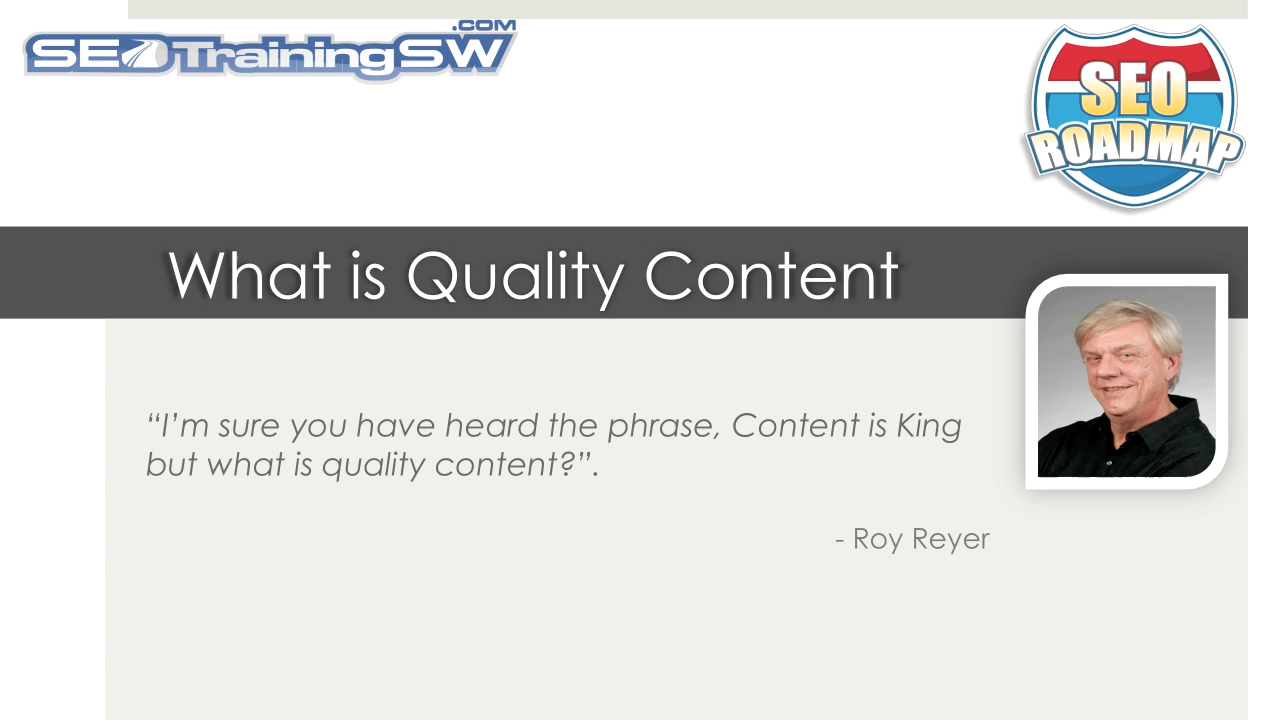 .COM
SEOTrainingSW
SEO
ROADMAP
What is Quality Content
“I’m sure you have heard the phrase, Content is King
but what is quality content?”.
- Roy Reyer